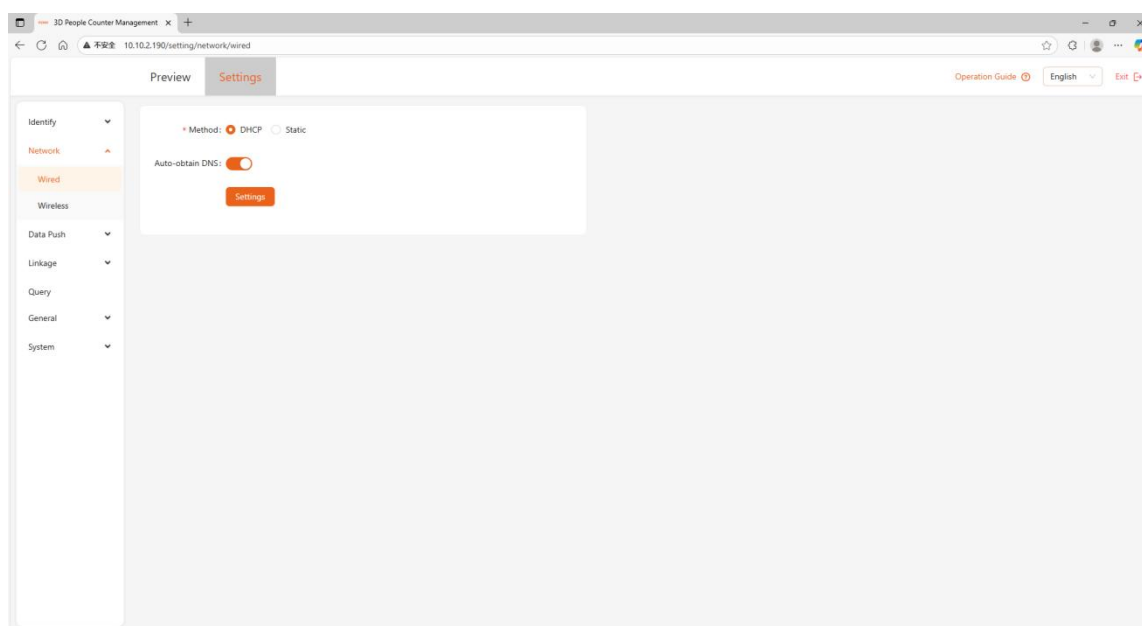 3D People Counter Management
不安全 10.10.2.190/setting/network/wired
Preview Settings Operation Guide English Exit
Identify
* Method: DHCP Static
Network
Auto-obtain DNS:
Wired
Settings
Wireless
Data Push
Linkage
Query
General
System